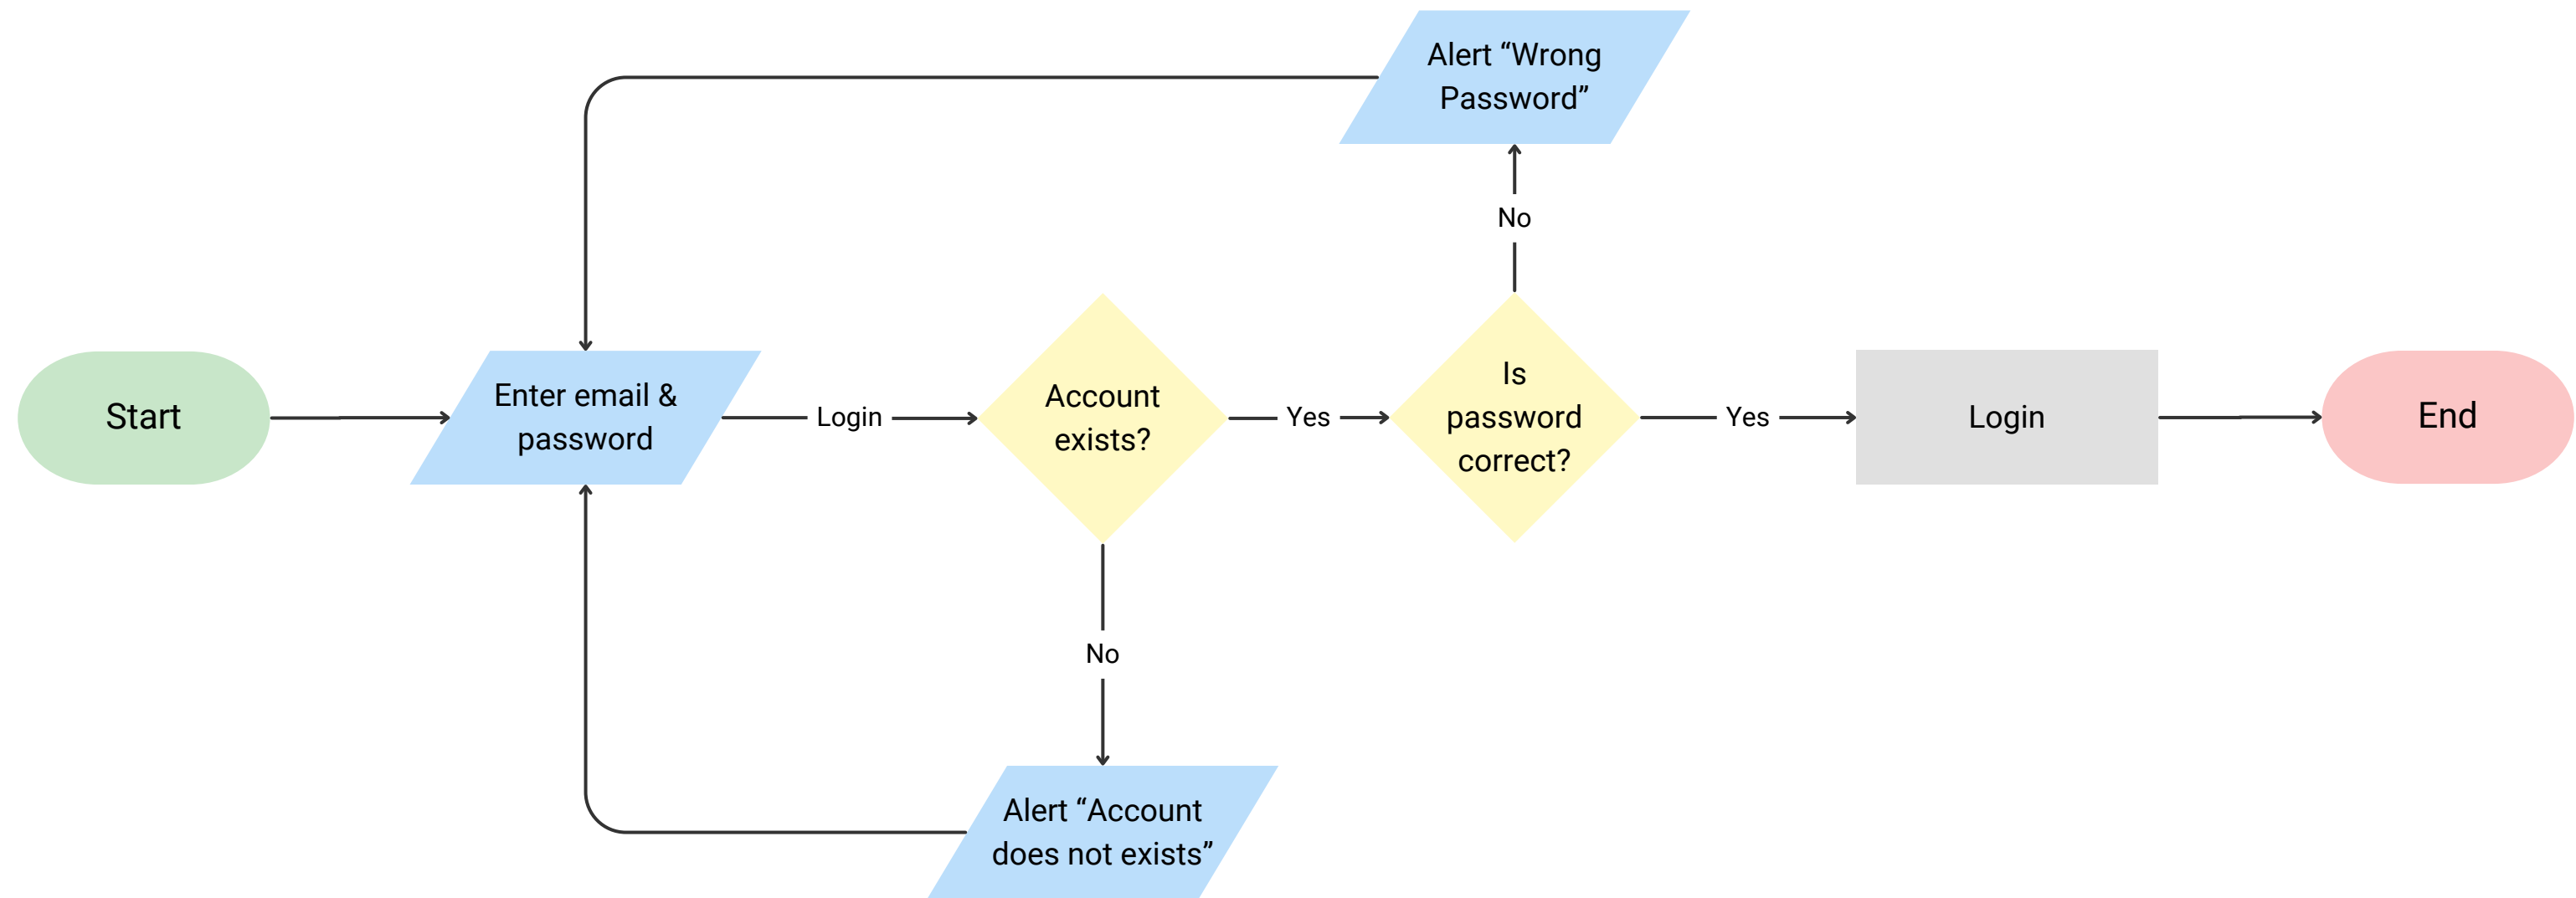 Alert “Wrong
Password”
No
Start
Enter email &
password
Login
Account
exists?
Yes
Is
password
correct?
Yes
Login
End
No
Alert “Account
does not exists”